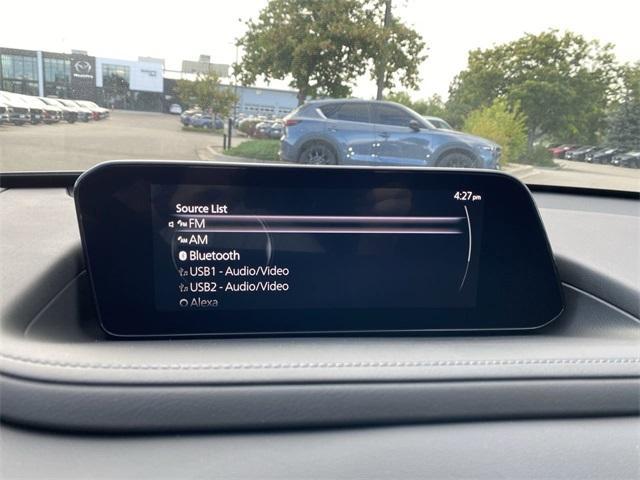 4:27pm
Source List
FM
AM
Bluetooth
USB1 - Audio/Video
USB2 - Audio/Video
Alexa